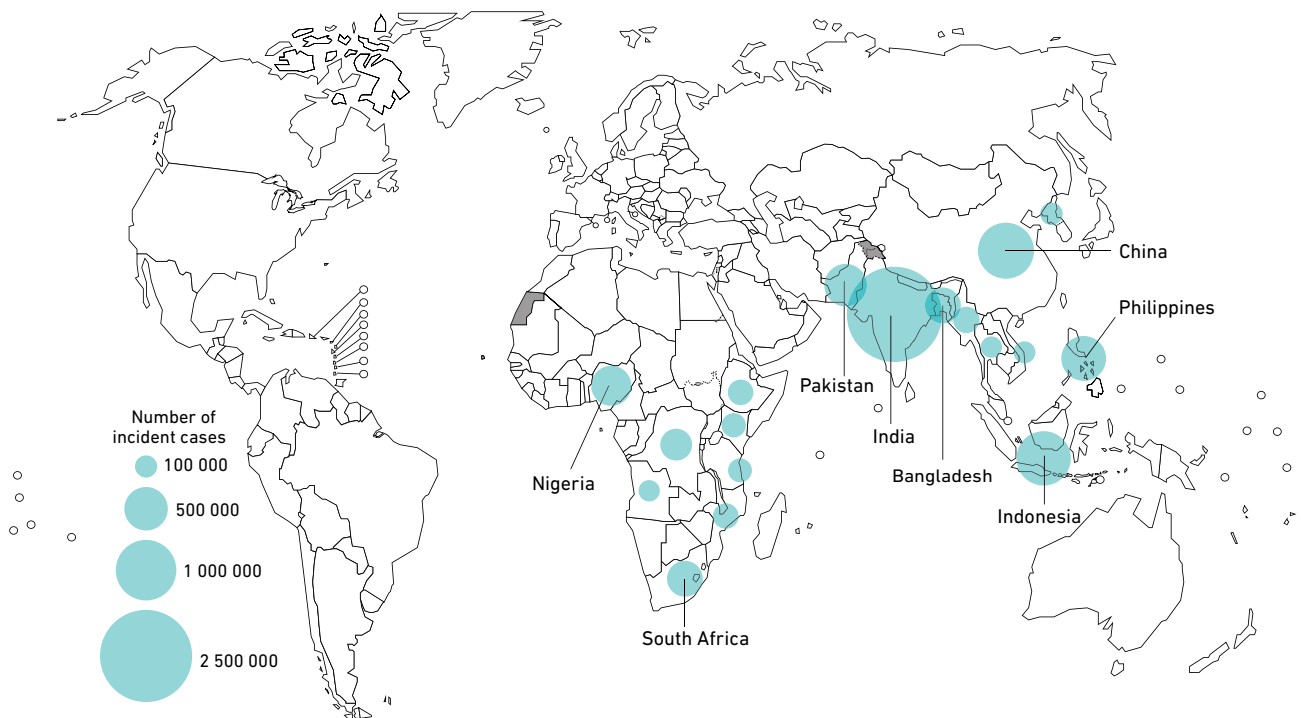 China
Philippines
Pakistan
India
Bangladesh
Nigeria
Indonesia
South Africa
Number of
incident cases
100 000
500 000
1 000 000
2 500 000